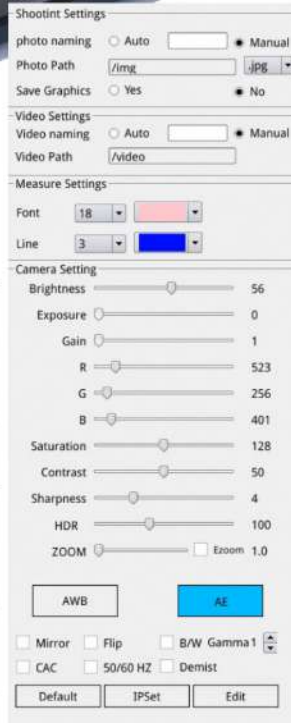 Shootint Settings
photo naming Auto Manual
Photo Path /img .jpg
Save Graphics Yes No
Video Settings
Video naming Auto Manual
Video Path /video
Measure Settings
Font 18
Line 3
Camera Setting
Brightness 56
Exposure 0
Gain 1
R 523
G 256
B 401
Saturation 128
Contrast 50
Sharpness 4
HDR 100
ZOOM Ezoom 1.0
AWB AE
Mirror Flip B/W Gamma1
CAC 50/60 HZ Demist
Default IPSet Edit